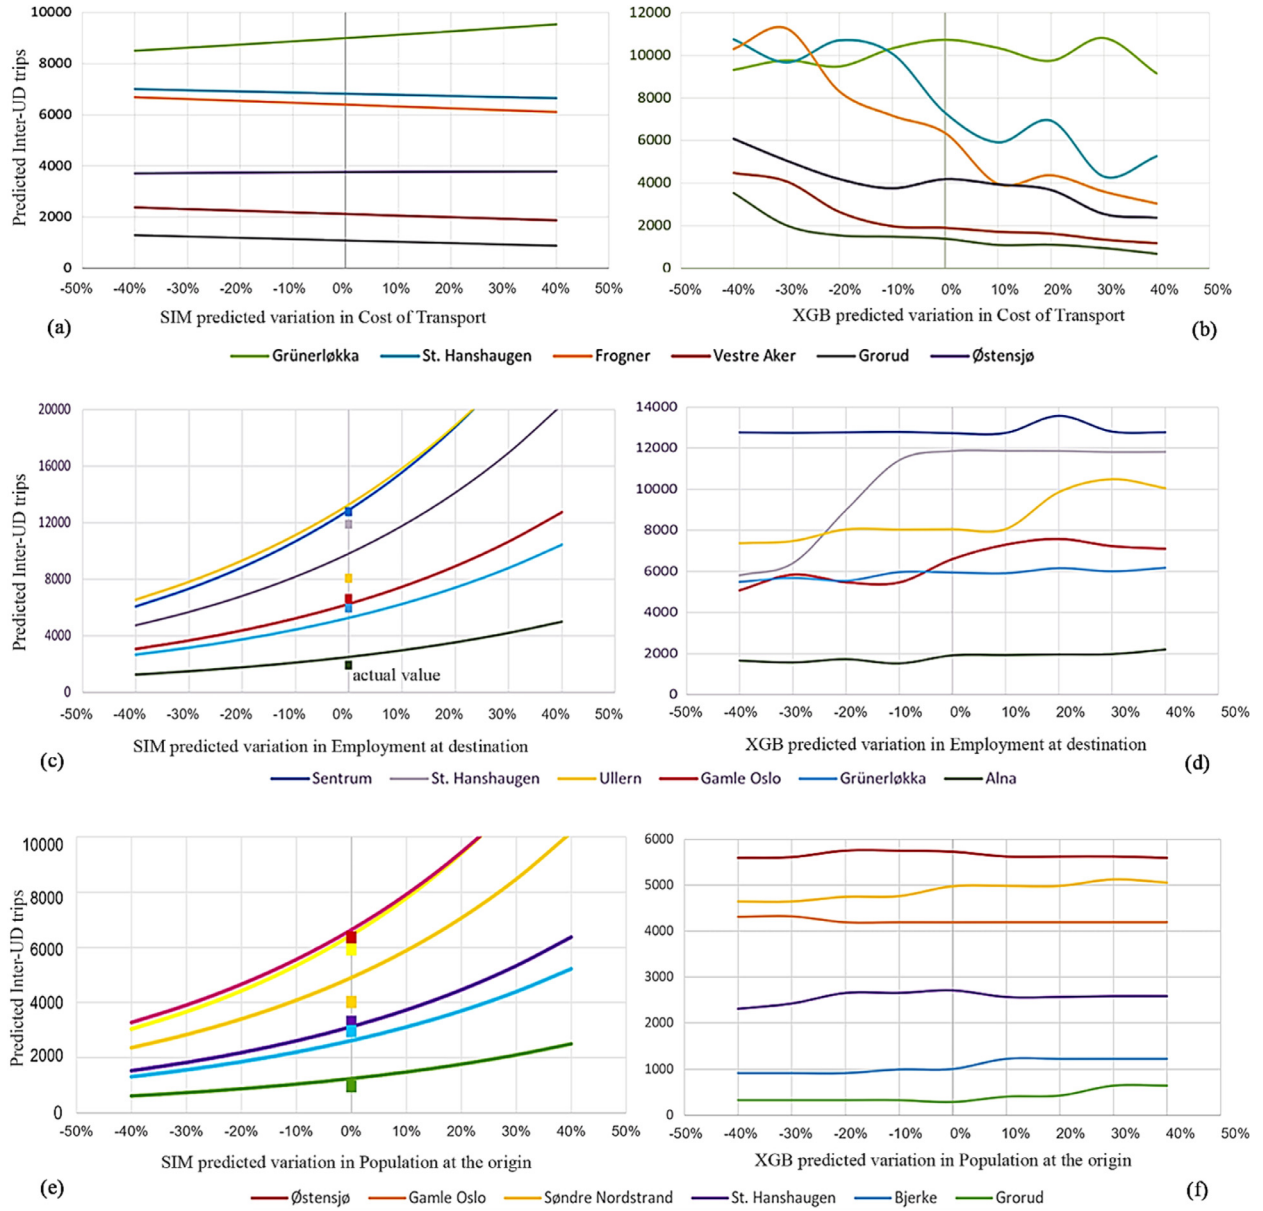 Predicted Inter-UD trips
10000
8000
6000
4000
2000
0
-50% -40% -30% -20% -10% 0% 10% 20% 30% 40% 50%
SIM predicted variation in Cost of Transport
(a)
12000
10000
8000
6000
4000
2000
0
-50% -40% -30% -20% -10% 0% 10% 20% 30% 40% 50%
XGB predicted variation in Cost of Transport
(b)
Grünerløkka St. Hanshaugen Frogner Vestre Aker Grorud Østensjø
Predicted Inter-UD trips
20000
16000
12000
8000
4000
0
actual value
-50% -40% -30% -20% -10% 0% 10% 20% 30% 40% 50%
SIM predicted variation in Employment at destination
(c)
14000
12000
10000
8000
6000
4000
2000
0
-50% -40% -30% -20% -10% 0% 10% 20% 30% 40% 50%
XGB predicted variation in Employment at destination
(d)
Sentrum St. Hanshaugen Ullern Gamle Oslo Grünerløkka Alna
Predicted Inter-UD trips
10000
8000
6000
4000
2000
0
-50% -40% -30% -20% -10% 0% 10% 20% 30% 40% 50%
SIM predicted variation in Population at the origin
(e)
6000
5000
4000
3000
2000
1000
0
-50% -40% -30% -20% -10% 0% 10% 20% 30% 40% 50%
XGB predicted variation in Population at the origin
(f)
Østensjø Gamle Oslo Søndre Nordstrand St. Hanshaugen Bjerke Grorud